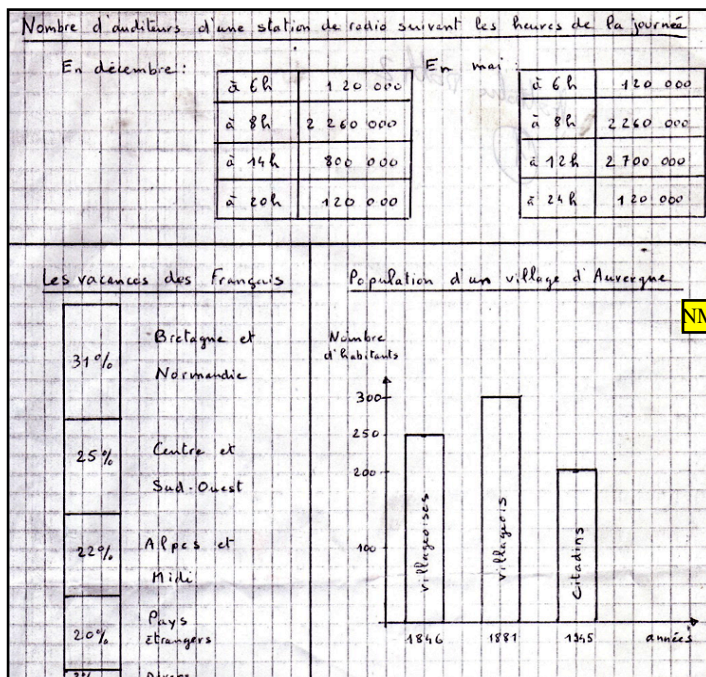 Nombre d'auditeurs d'une station de radio suivant les heures de la journée
En décembre :
à 6h 120 000
à 8h 2 260 000
à 14h 800 000
à 20h 120 000
En mai :
à 6h 120 000
à 8h 2260 000
à 12h 2 700 000
à 24h 120 000
Les vacances des Français
31% Bretagne et
Normandie
25% Centre et
Sud-Ouest
22% Alpes et
Midi
20% Pays
Etrangers
2% Divers
Population d'un village d'Auvergne
Nombre
d'habitants
300
250
200
100
villageoises
villageois
Citadins
1846 1881 1945 années
NM